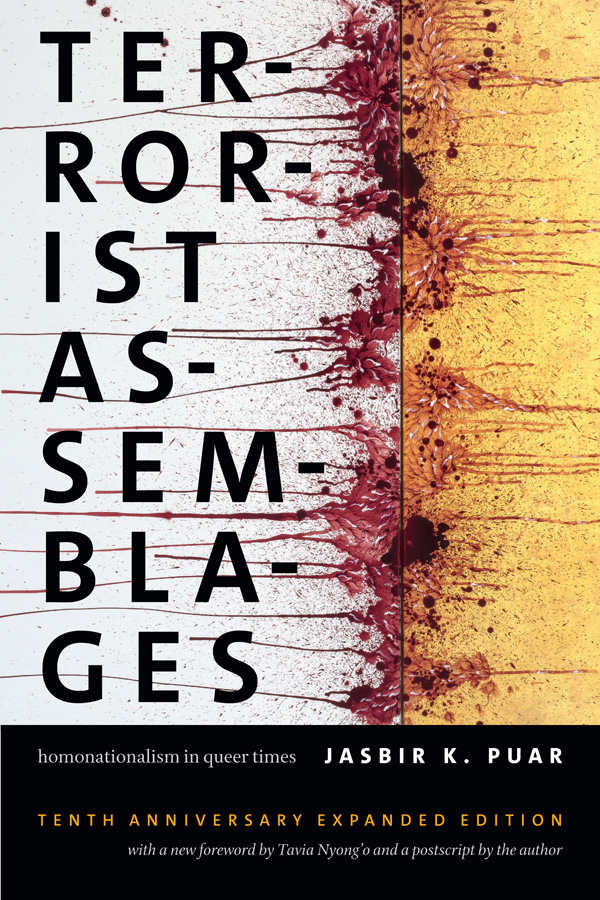 TER-
ROR-
IST
AS-
SEM-
BLA-
GES
homonationalism in queer times JASBIR K. PUAR
TENTH ANNIVERSARY EXPANDED EDITION
with a new foreword by Tavia Nyong’o and a postscript by the author